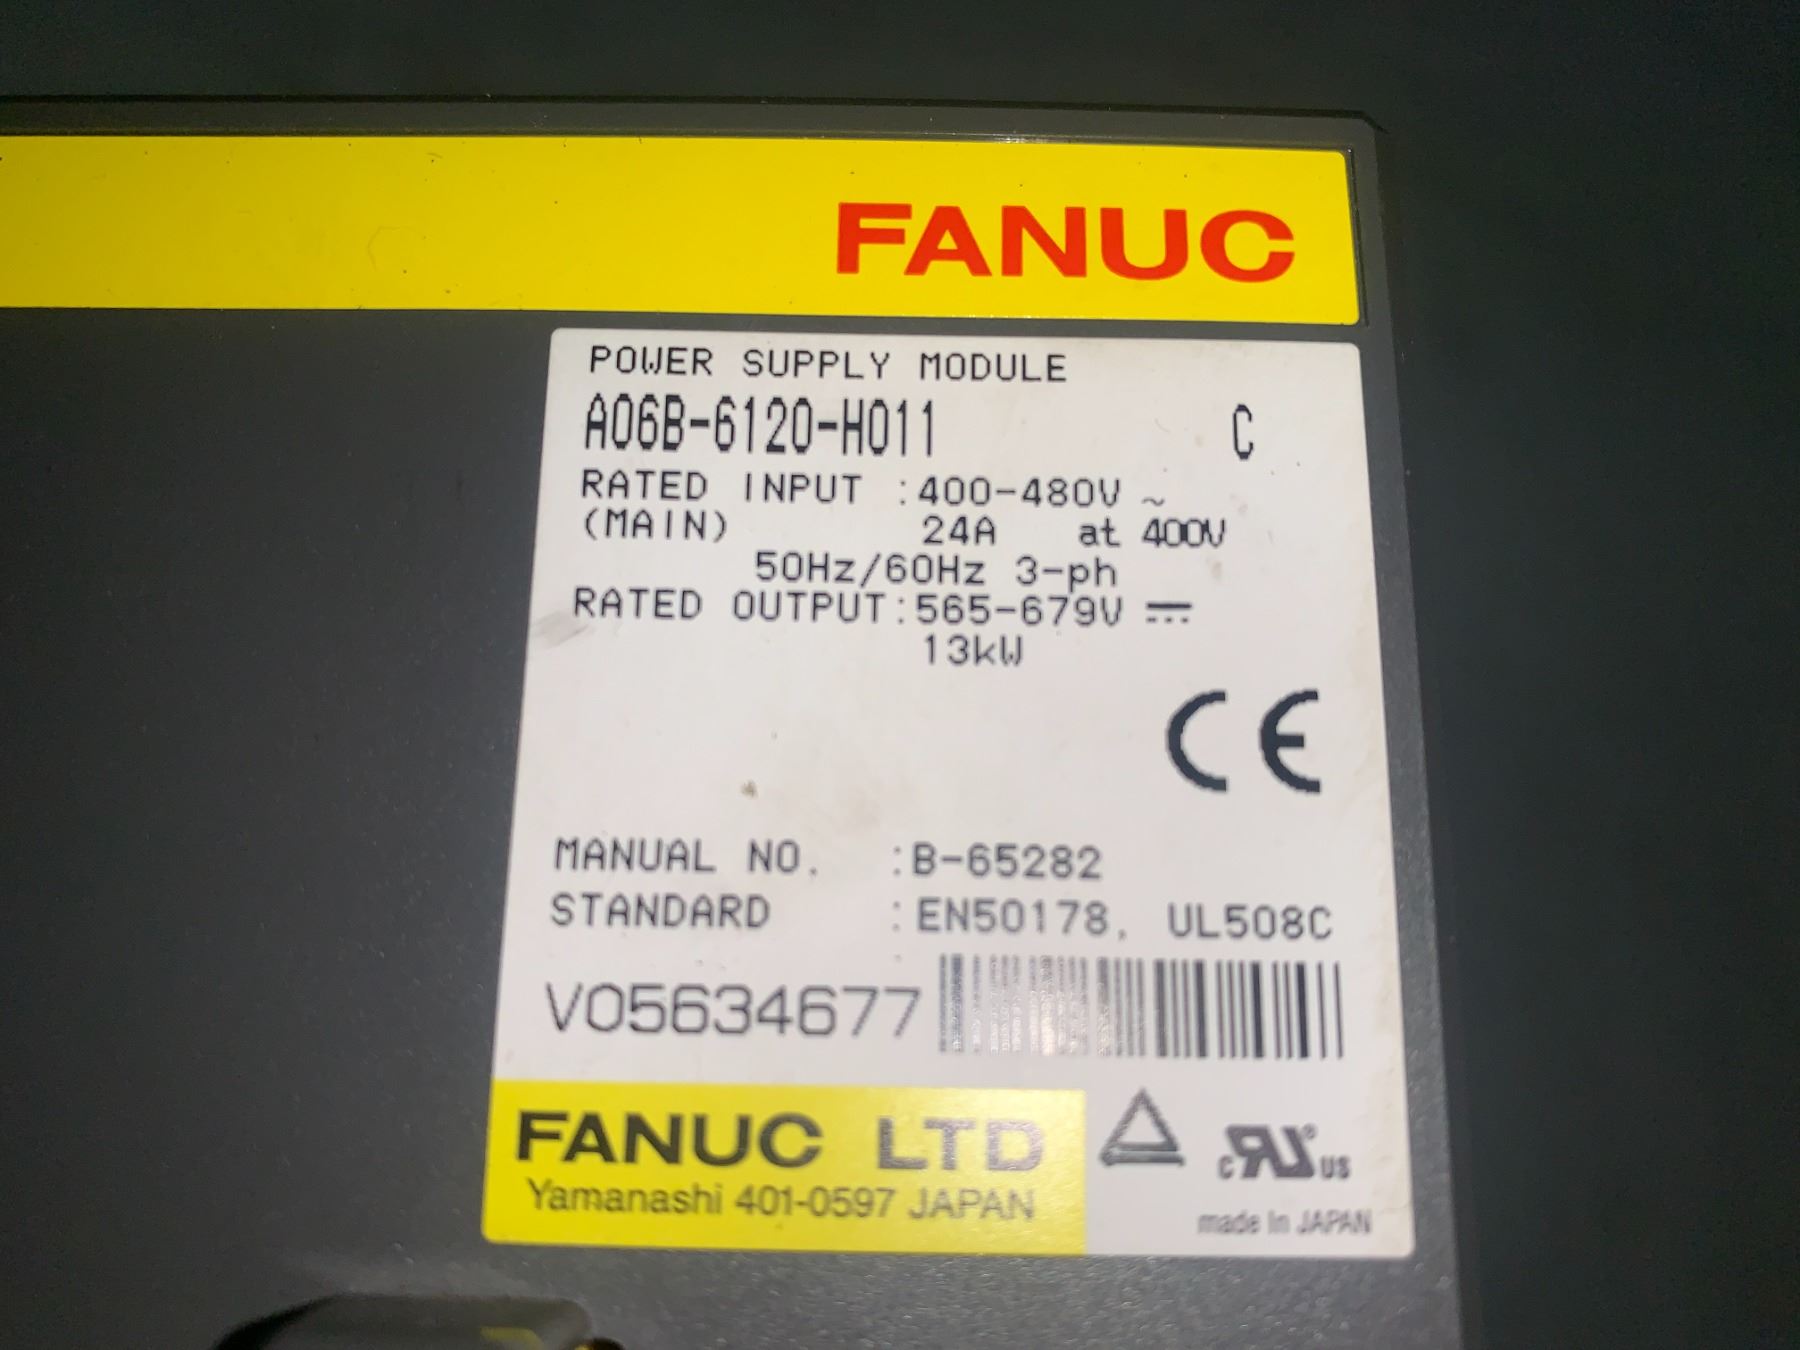 FANUC
POWER SUPPLY MODULE
A06B-6120-H011 C
RATED INPUT :400-480V ~
(MAIN) 24A at 400V
50Hz/60Hz 3-ph
RATED OUTPUT:565-679V ⎓
13kW
CE
MANUAL NO. :B-65282
STANDARD :EN50178, UL508C
V05634677
FANUC LTD
Yamanashi 401-0597 JAPAN
c RU ® US
made in JAPAN